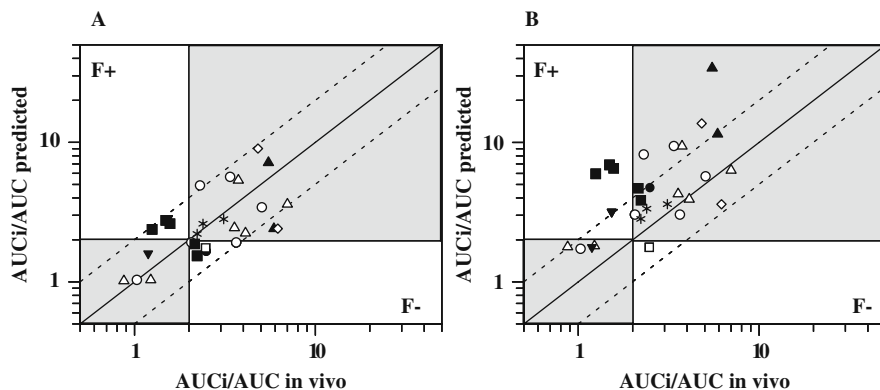 A
F+
F-
AUCi/AUC predicted
10
1
1
10
AUCi/AUC in vivo
B
F+
F-
AUCi/AUC predicted
10
1
1
10
AUCi/AUC in vivo